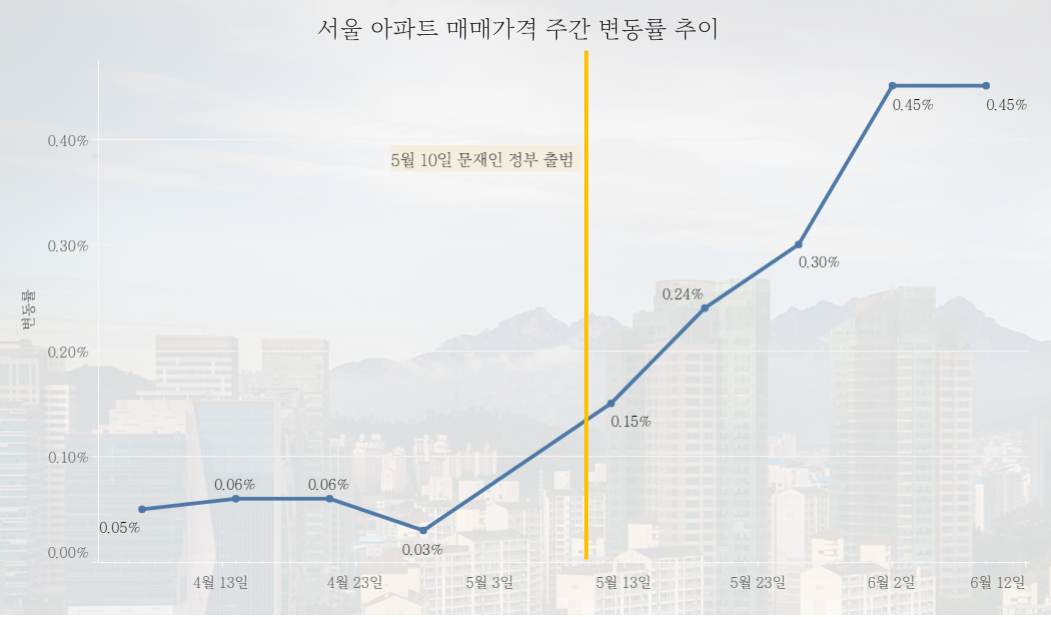 서울 아파트 매매가격 주간 변동률 추이
0.45%
0.45%
0.40%
5월 10일 문재인 정부 출범
0.30%
0.30%
0.24%
변동률
0.20%
0.15%
0.10%
0.06%
0.06%
0.05%
0.03%
0.00%
4월 13일
4월 23일
5월 3일
5월 13일
5월 23일
6월 2일
6월 12일